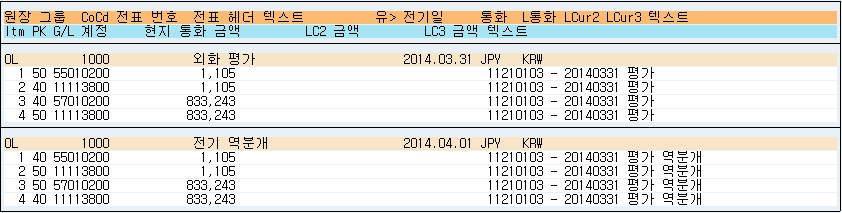 원장 그룹 CoCd 전표 번호 전표 헤더 텍스트 유> 전기일 통화 L통화 LCur2 LCur3 텍스트
Itm PK G/L 계정 현지 통화 금액 LC2 금액 LC3 금액 텍스트
0L 1000 외화 평가 2014.03.31 JPY KRW
1 50 55010200 1,105 11210103 - 20140331 평가
2 40 11113800 1,105 11210103 - 20140331 평가
3 40 57010200 833,243 11210103 - 20140331 평가
4 50 11113800 833,243 11210103 - 20140331 평가
0L 1000 전기 역분개 2014.04.01 JPY KRW
1 40 55010200 1,105 11210103 - 20140331 평가 역분개
2 50 11113800 1,105 11210103 - 20140331 평가 역분개
3 50 57010200 833,243 11210103 - 20140331 평가 역분개
4 40 11113800 833,243 11210103 - 20140331 평가 역분개